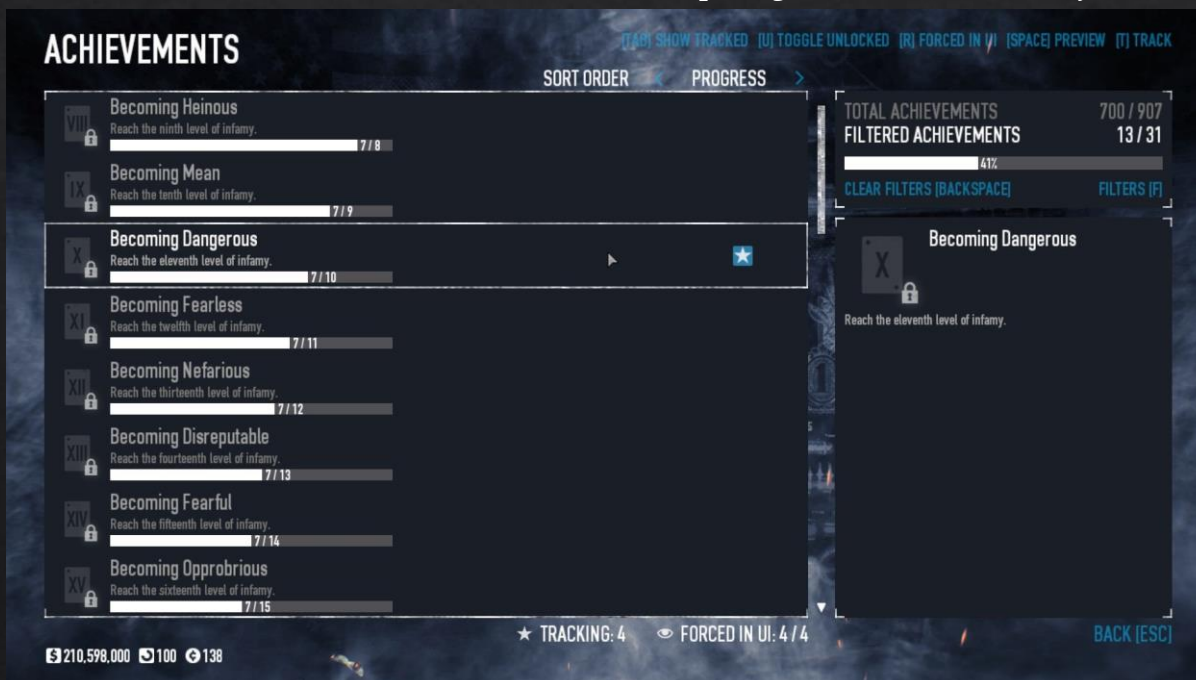 ACHIEVEMENTS
[TAB] SHOW TRACKED [U] TOGGLE UNLOCKED [R] FORCED IN UI [SPACE] PREVIEW [T] TRACK
SORT ORDER < PROGRESS >
VIII
Becoming Heinous
Reach the ninth level of infamy.
7 / 8
IX
Becoming Mean
Reach the tenth level of infamy.
7 / 9
X
Becoming Dangerous
Reach the eleventh level of infamy.
7 / 10
XI
Becoming Fearless
Reach the twelfth level of infamy.
7 / 11
XII
Becoming Nefarious
Reach the thirteenth level of infamy.
7 / 12
XIII
Becoming Disreputable
Reach the fourteenth level of infamy.
7 / 13
XIV
Becoming Fearful
Reach the fifteenth level of infamy.
7 / 14
XV
Becoming Opprobrious
Reach the sixteenth level of infamy.
7 / 15
TOTAL ACHIEVEMENTS 700 / 907
FILTERED ACHIEVEMENTS 13 / 31
41%
CLEAR FILTERS [BACKSPACE] FILTERS [F]
Becoming Dangerous
X
Reach the eleventh level of infamy.
★ TRACKING: 4 FORCED IN UI: 4 / 4
BACK [ESC]
$ 210,598,000 100 C 138